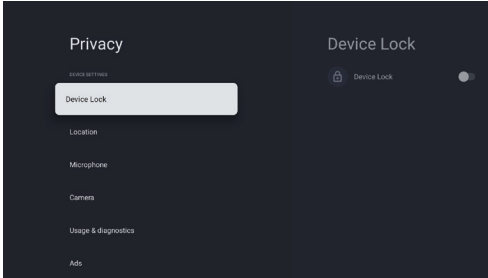 Privacy
DEVICE SETTINGS
Device Lock
Location
Microphone
Camera
Usage & diagnostics
Ads
Device Lock
Device Lock